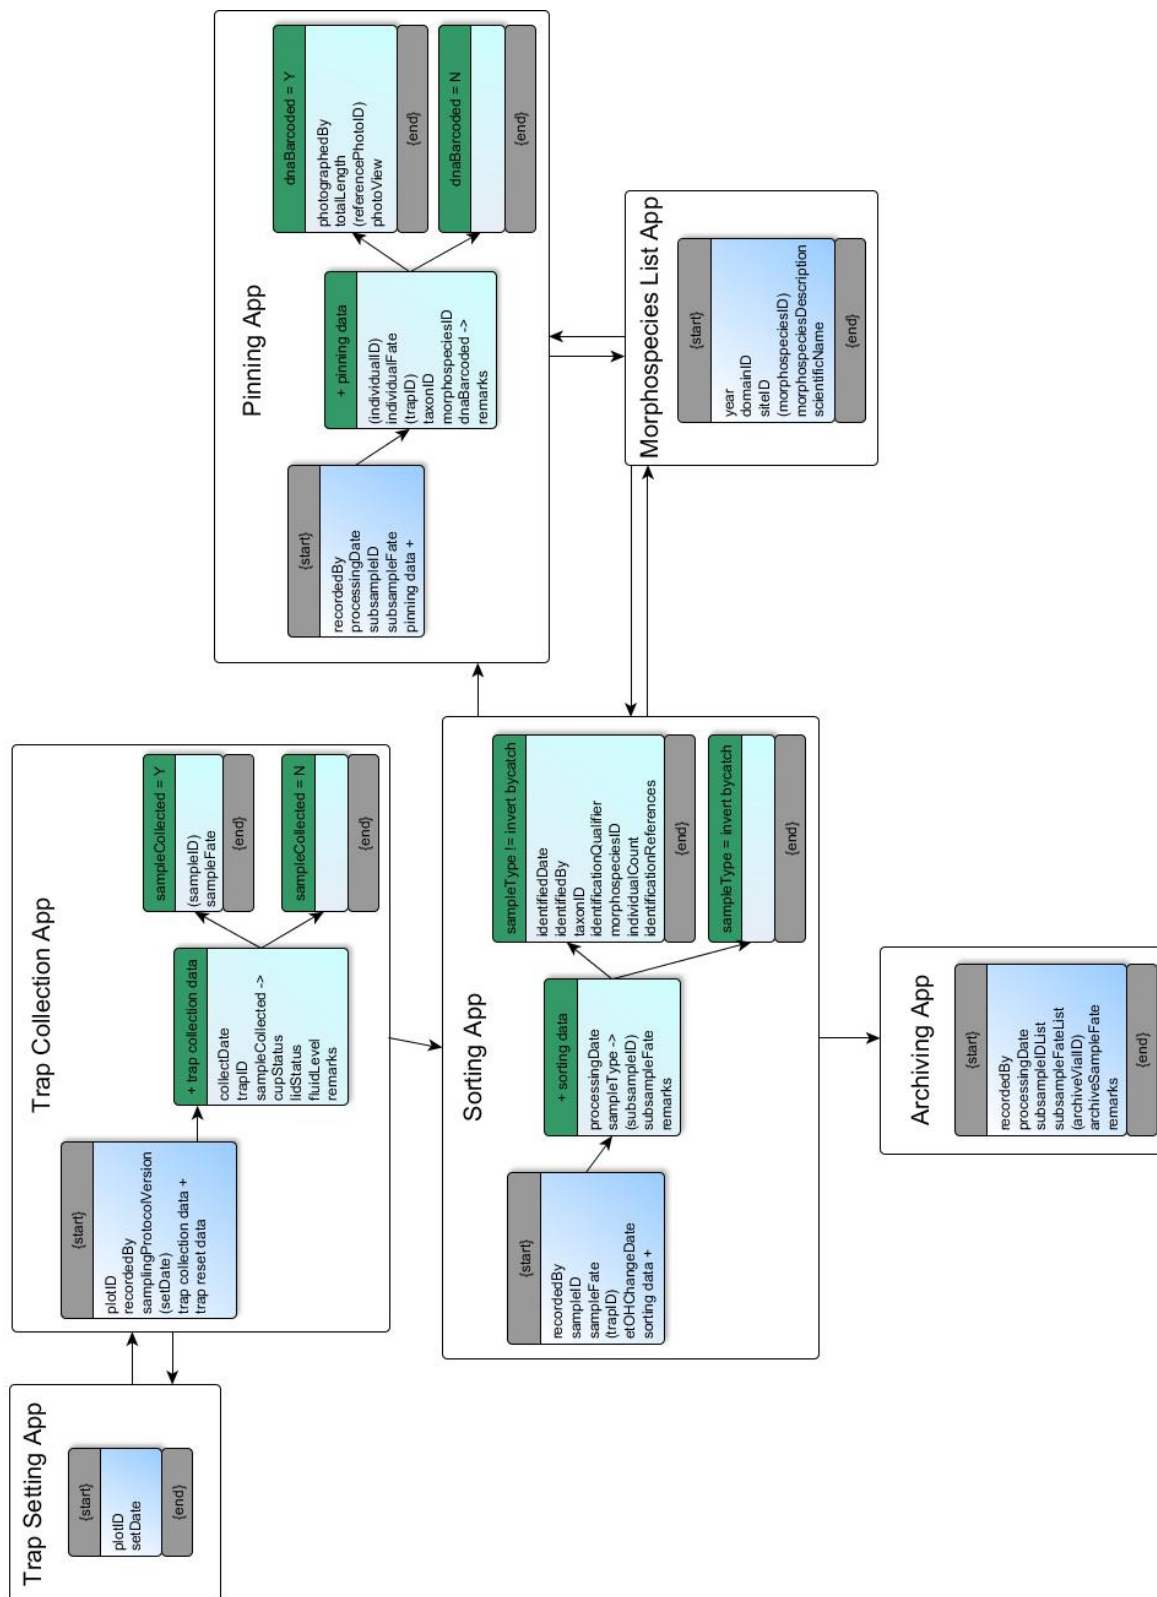 Trap Setting App
{start}
plotID
setDate
{end}
Trap Collection App
{start}
plotID
recordedBy
samplingProtocolVersion
(setDate)
trap collection data +
trap reset data
+ trap collection data
collectDate
trapID
sampleCollected ->
cupStatus
lidStatus
fluidLevel
remarks
sampleCollected = Y
(sampleID)
sampleFate
{end}
sampleCollected = N
{end}
Sorting App
{start}
recordedBy
sampleID
sampleFate
(trapID)
etOHChangeDate
sorting data +
+ sorting data
processingDate
sampleType ->
(subsampleID)
subsampleFate
remarks
sampleType != invert bycatch
identifiedDate
identifiedBy
taxonID
identificationQualifier
morphospeciesID
individualCount
identificationReferences
{end}
sampleType = invert bycatch
{end}
Pinning App
{start}
recordedBy
processingDate
subsampleID
subsampleFate
pinning data +
+ pinning data
(individualID)
individualFate
(trapID)
taxonID
morphospeciesID
dnaBarcoded ->
remarks
dnaBarcoded = Y
photographedBy
totalLength
(referencePhotoID)
photoView
{end}
dnaBarcoded = N
{end}
Morphospecies List App
{start}
year
domainID
siteID
(morphospeciesID)
morphospeciesDescription
scientificName
{end}
Archiving App
{start}
recordedBy
processingDate
subsampleIDList
subsampleFateList
(archiveVialID)
archiveSampleFate
remarks
{end}